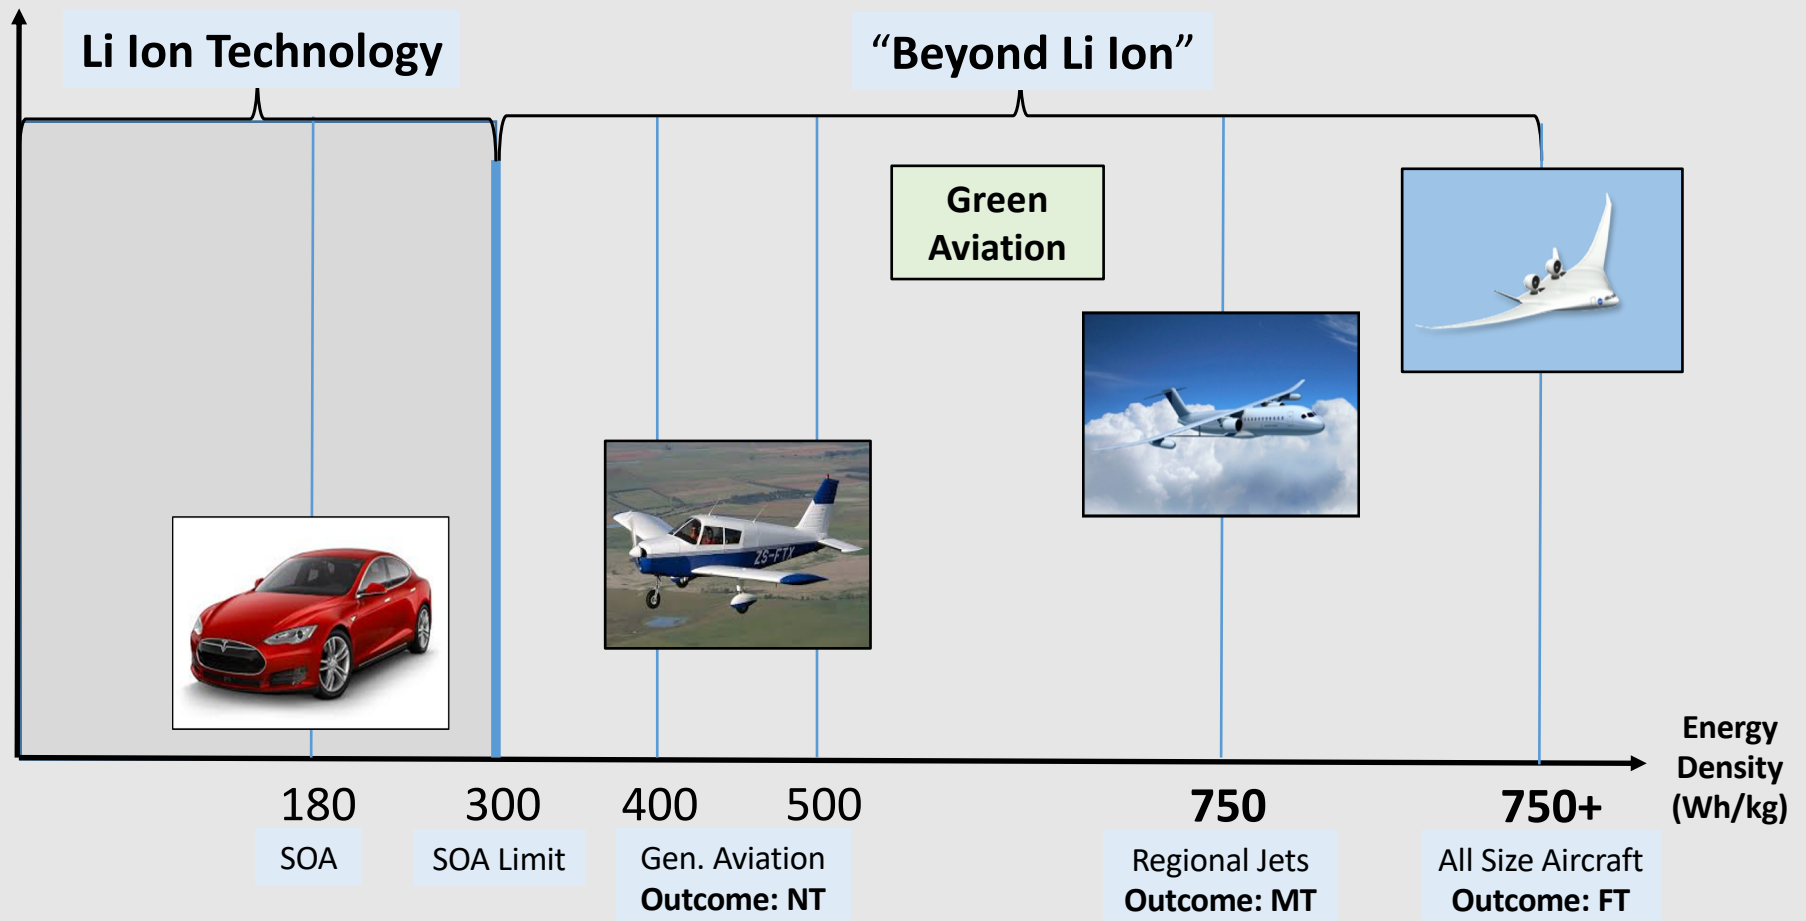 Li Ion Technology
“Beyond Li Ion”
Green
Aviation
ZS-FTX
Energy
Density
(Wh/kg)
180
300
400
500
750
750+
SOA
SOA Limit
Gen. Aviation
Outcome: NT
Regional Jets
Outcome: MT
All Size Aircraft
Outcome: FT